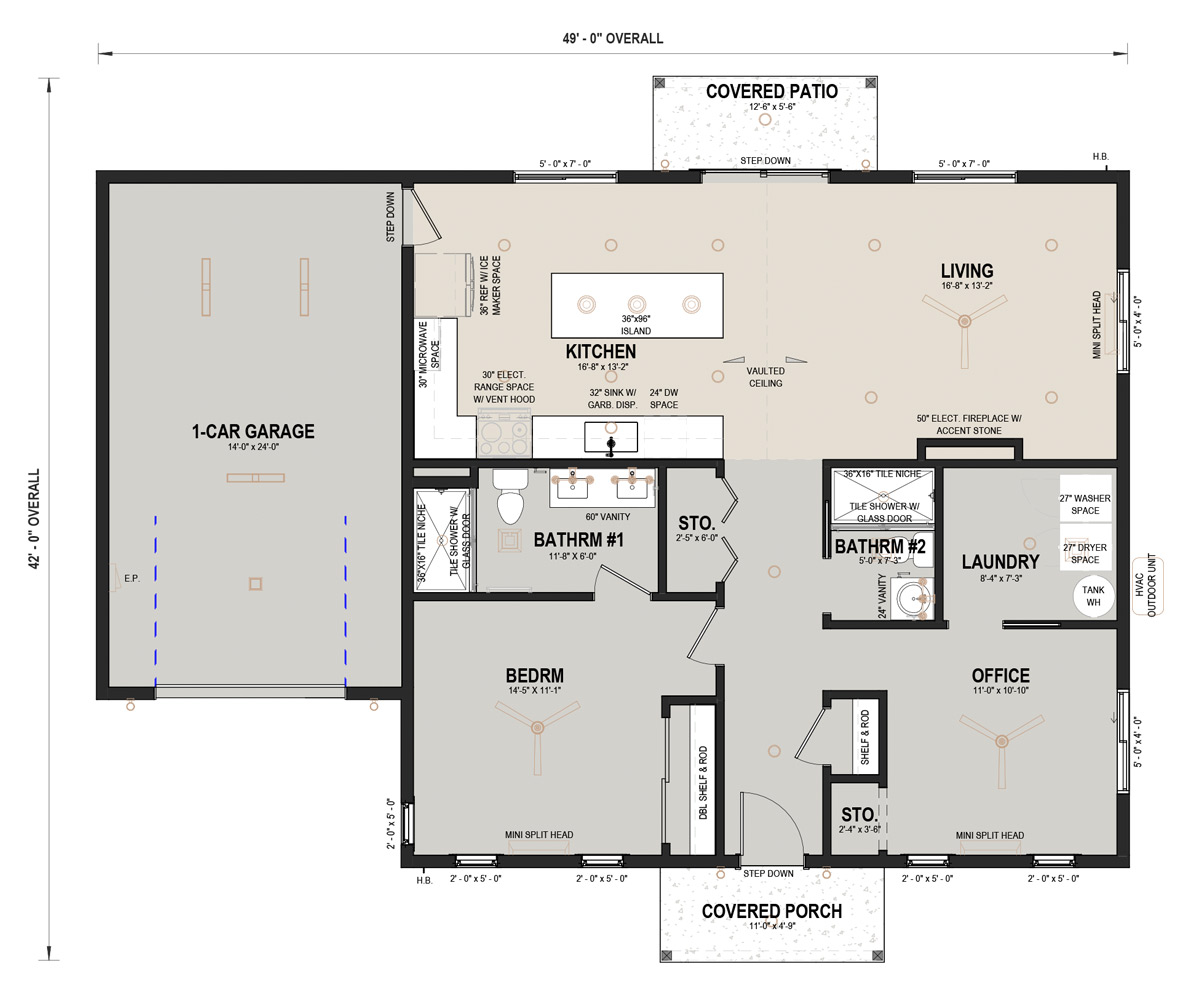 49' - 0" OVERALL
COVERED PATIO
12'-6" x 5'-6"
STEP DOWN
5' - 0" x 7' - 0"
5' - 0" x 7' - 0"
H.B.
STEP DOWN
36" REF W/ ICE
MAKER SPACE
LIVING
16'-8" x 13'-2"
MINI SPLIT HEAD
5' - 0" x 4' - 0"
36"x96"
ISLAND
KITCHEN
16'-8" x 13'-2"
30" MICROWAVE
SPACE
30" ELECT.
RANGE SPACE
W/ VENT HOOD
32" SINK W/
GARB. DISP.
24" DW
SPACE
VAULTED
CEILING
50" ELECT. FIREPLACE W/
ACCENT STONE
1-CAR GARAGE
14'-0" x 24'-0"
42' - 0" OVERALL
E.P.
36"X16" TILE NICHE
TILE SHOWER W/
GLASS DOOR
60" VANITY
BATHRM #1
11'-8" X 6'-0"
STO.
2'-5" x 6'-0"
36"X16" TILE NICHE
TILE SHOWER W/
GLASS DOOR
BATHRM #2
5'-0" x 7'-3"
24" VANITY
LAUNDRY
8'-4" x 7'-3"
27" WASHER
SPACE
27" DRYER
SPACE
TANK
WH
HVAC
OUTDOOR UNIT
BEDRM
14'-5" X 11'-1"
OFFICE
11'-0" x 10'-10"
DBL SHELF & ROD
SHELF & ROD
5' - 0" x 4' - 0"
STO.
2'-4" x 3'-6"
2' - 0" x 5' - 0"
MINI SPLIT HEAD
MINI SPLIT HEAD
H.B.
2' - 0" x 5' - 0"
2' - 0" x 5' - 0"
STEP DOWN
2' - 0" x 5' - 0"
2' - 0" x 5' - 0"
COVERED PORCH
11'-0" x 4'-9"